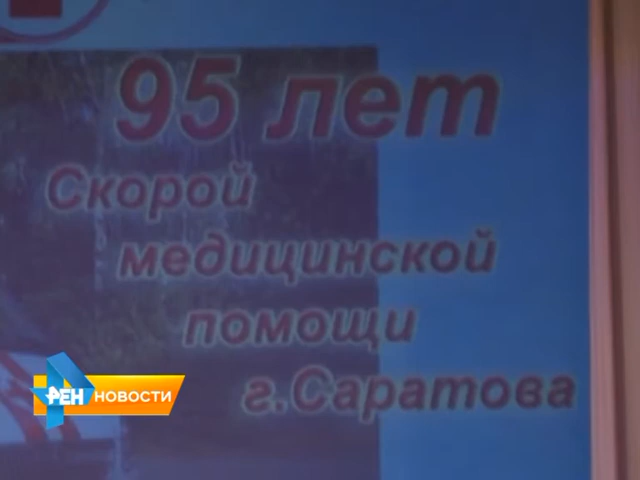 95 лет
Скорой
медицинской
помощи
г.Саратова
РЕН НОВОСТИ